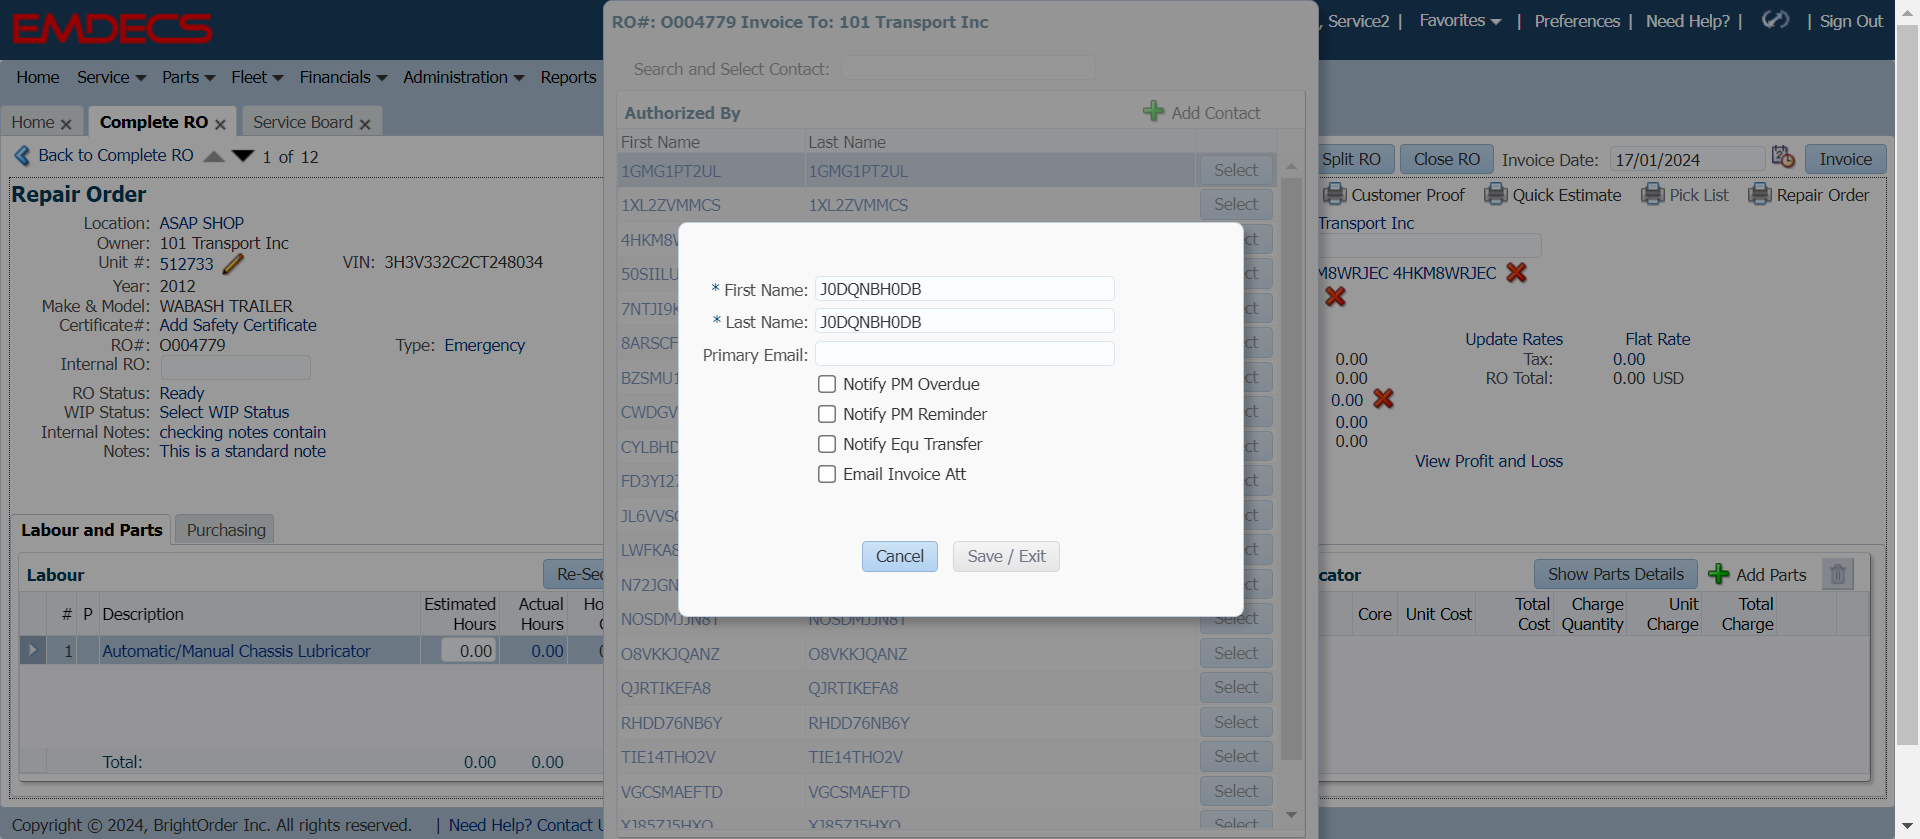 EMDECS
, Service2 | Favorites | Preferences | Need Help? | | Sign Out
Home Service Parts Fleet Financials Administration Reports
Home Complete RO Service Board
Back to Complete RO 1 of 12
Split RO Close RO Invoice Date: 17/01/2024 Invoice
Customer Proof Quick Estimate Pick List Repair Order
Repair Order
Location: ASAP SHOP
Owner: 101 Transport Inc
Unit #: 512733 VIN: 3H3V332C2CT248034
Year: 2012
Make & Model: WABASH TRAILER
Certificate#: Add Safety Certificate
RO#: O004779 Type: Emergency
Internal RO:
RO Status: Ready
WIP Status: Select WIP Status
Internal Notes: checking notes contain
Notes: This is a standard note
Transport Inc
M8WRJEC 4HKM8WRJEC
Update Rates Flat Rate
0.00 Tax: 0.00
0.00 RO Total: 0.00 USD
0.00
0.00
0.00
View Profit and Loss
Labour and Parts Purchasing
Labour Re-Sec
# P Description Estimated Hours Actual Hours Ho
1 Automatic/Manual Chassis Lubricator 0.00 0.00
Total: 0.00 0.00
cator Show Parts Details Add Parts
Core Unit Cost Total Cost Charge Quantity Unit Charge Total Charge
Copyright © 2024, BrightOrder Inc. All rights reserved. | Need Help? Contact U
RO#: O004779 Invoice To: 101 Transport Inc
Search and Select Contact:
Authorized By Add Contact
First Name Last Name
1GMG1PT2UL 1GMG1PT2UL Select
1XL2ZVMMCS 1XL2ZVMMCS Select
4HKM8W ct
50SIILU ct
7NTJI9K ct
8ARSCF ct
BZSMU1 ct
CWDGV ct
CYLBHD ct
FD3YI2 ct
JL6VVS ct
LWFKA8 ct
N72JGN ct
NOSDMJJN8T NOSDMJJN8T Select
O8VKKJQANZ O8VKKJQANZ Select
QJRTIKEFA8 QJRTIKEFA8 Select
RHDD76NB6Y RHDD76NB6Y Select
TIE14THO2V TIE14THO2V Select
VGCSMAEFTD VGCSMAEFTD Select
XJ85ZJ5HXO XJ85ZJ5HXO Select
* First Name: J0DQNBH0DB
* Last Name: J0DQNBH0DB
Primary Email:
Notify PM Overdue
Notify PM Reminder
Notify Equ Transfer
Email Invoice Att
Cancel Save / Exit